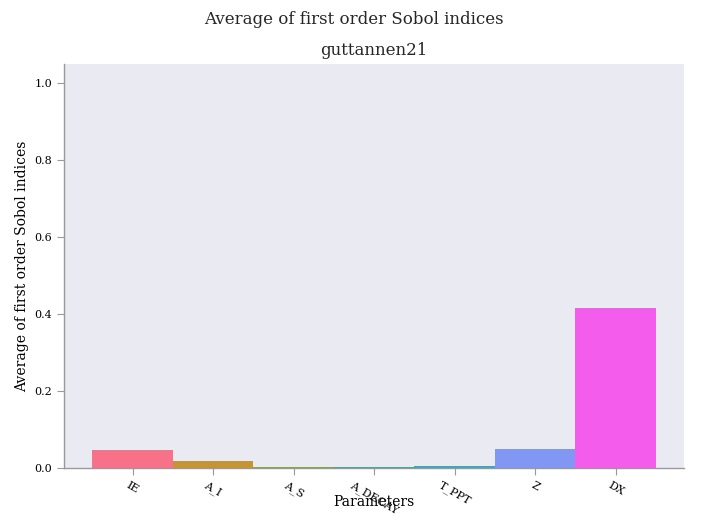 Average of first order Sobol indices
guttannen21
1.0
0.8
0.6
0.4
0.2
0.0
Average of first order Sobol indices
IE
A_I
A_S
A_DECAY
T_PPT
Z
DX
Parameters